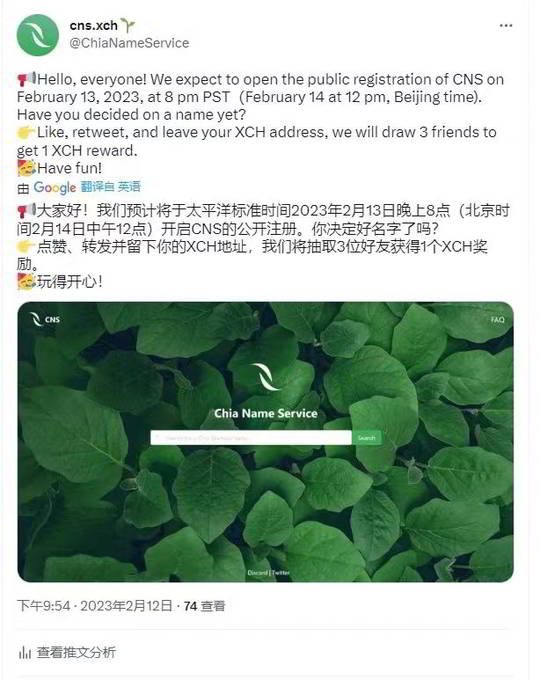 cns.xch
@ChiaNameService
📢Hello, everyone! We expect to open the public registration of CNS on
February 13, 2023, at 8 pm PST（February 14 at 12 pm, Beijing time).
Have you decided on a name yet?
👉Like, retweet, and leave your XCH address, we will draw 3 friends to
get 1 XCH reward.
🥳Have fun!
由 Google 翻译自 英语
📢大家好！我们预计将于太平洋标准时间2023年2月13日晚上8点（北京时
间2月14日中午12点）开启CNS的公开注册。你决定好名字了吗？
👉点赞、转发并留下你的XCH地址，我们将抽取3位好友获得1个XCH奖
励。
🥳玩得开心！
CNS
FAQ
Chia Name Service
Search
Discord | Twitter
下午9:54 · 2023年2月12日 · 74 查看
查看推文分析